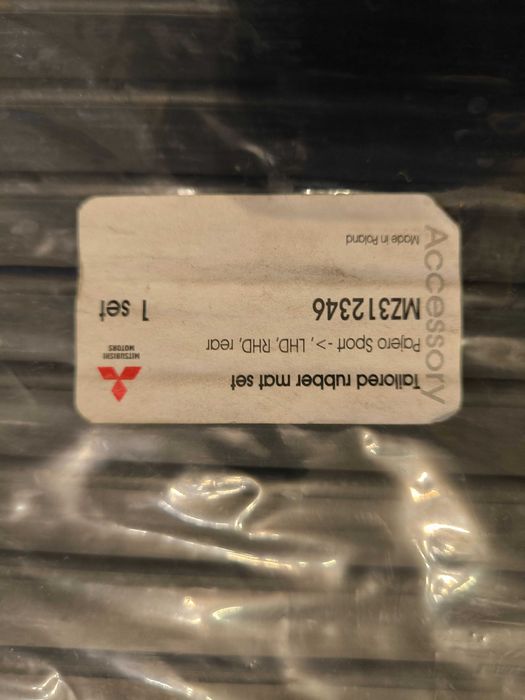 Accessory
Tailored rubber mat set
Pajero Sport ->, LHD, RHD, rear
MITSUBISHI
MOTORS
MZ312346
1 set
Made in Poland